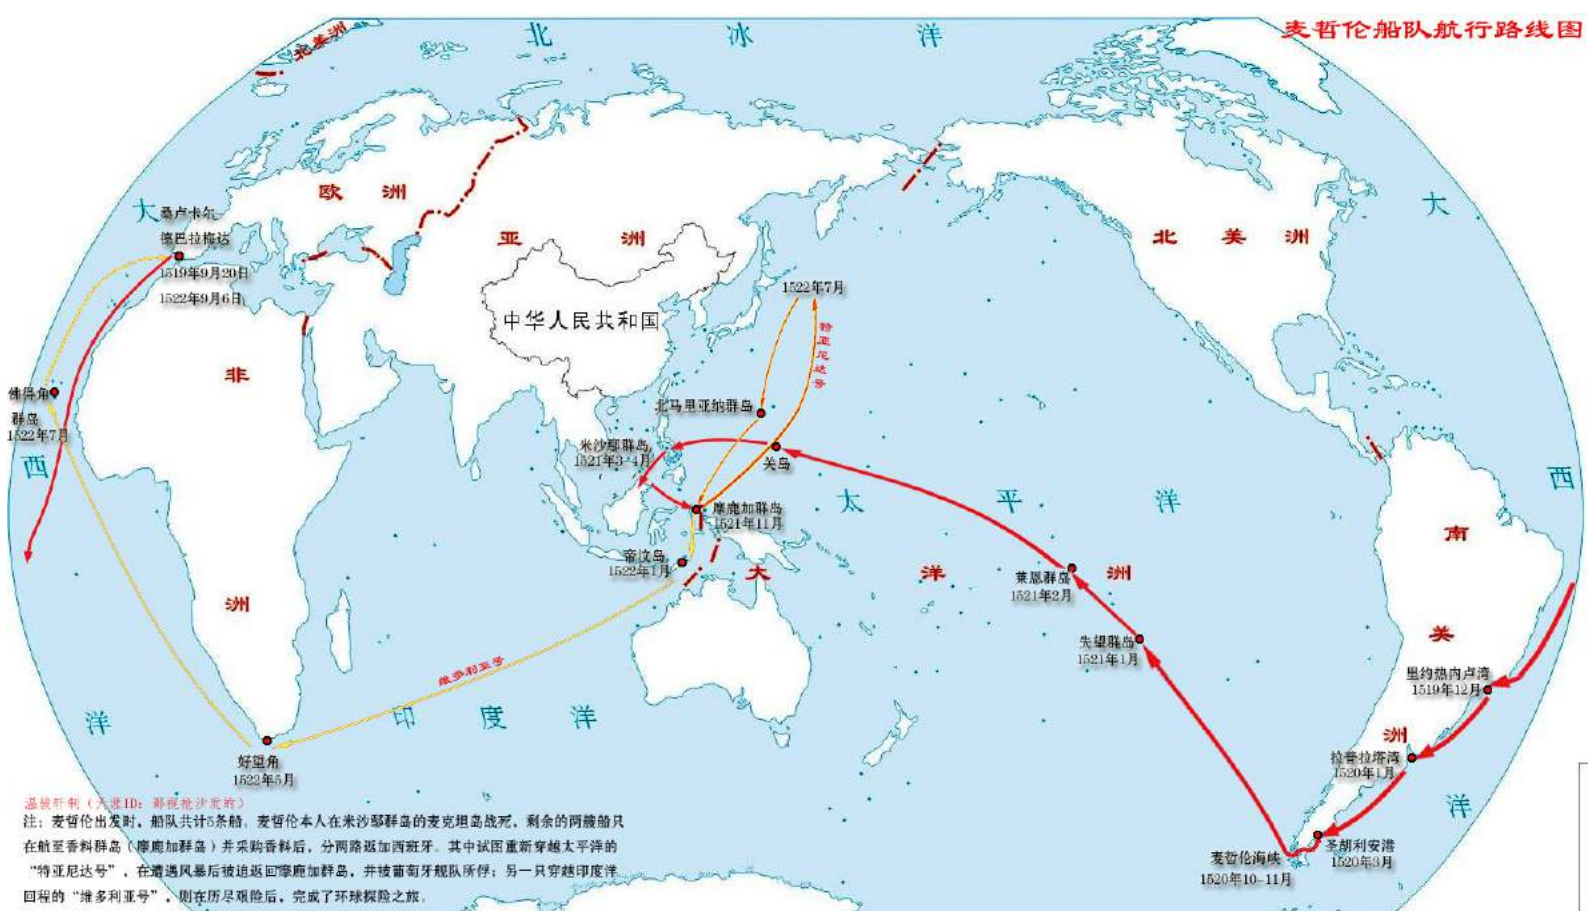 麦哲伦船队航行路线图
北美洲
北 冰 洋
欧 洲
亚 洲
北 美 洲
大
西
洋
大
西
洋
桑卢卡尔
德巴拉梅达
1519年9月20日
1522年9月6日
中华人民共和国
1522年7月
特亚尼达号
非
洲
佛得角
群岛
1522年7月
北马里亚纳群岛
米沙鄢群岛
1521年3-4月
关岛
摩鹿加群岛
1521年11月
太 平 洋
帝汶岛
1522年1月
大 洋 洲
莱恩群岛
1521年2月
失望群岛
1521年1月
南
美
洲
里约热内卢湾
1519年12月
拉普拉塔湾
1520年1月
圣胡利安港
1520年3月
麦哲伦海峡
1520年10-11月
维多利亚号
印 度 洋
好望角
1522年5月
注：麦哲伦出发时，船队共计5条船，麦哲伦本人在米沙鄢群岛的麦克坦岛战死，剩余的两艘船只
在航至香料群岛（摩鹿加群岛）并采购香料后，分两路返加西班牙。其中试图重新穿越太平洋的
“特亚尼达号”，在遭遇风暴后被迫返回摩鹿加群岛，并被葡萄牙舰队所俘；另一只穿越印度洋
回程的“维多利亚号”，则在历尽艰险后，完成了环球探险之旅。